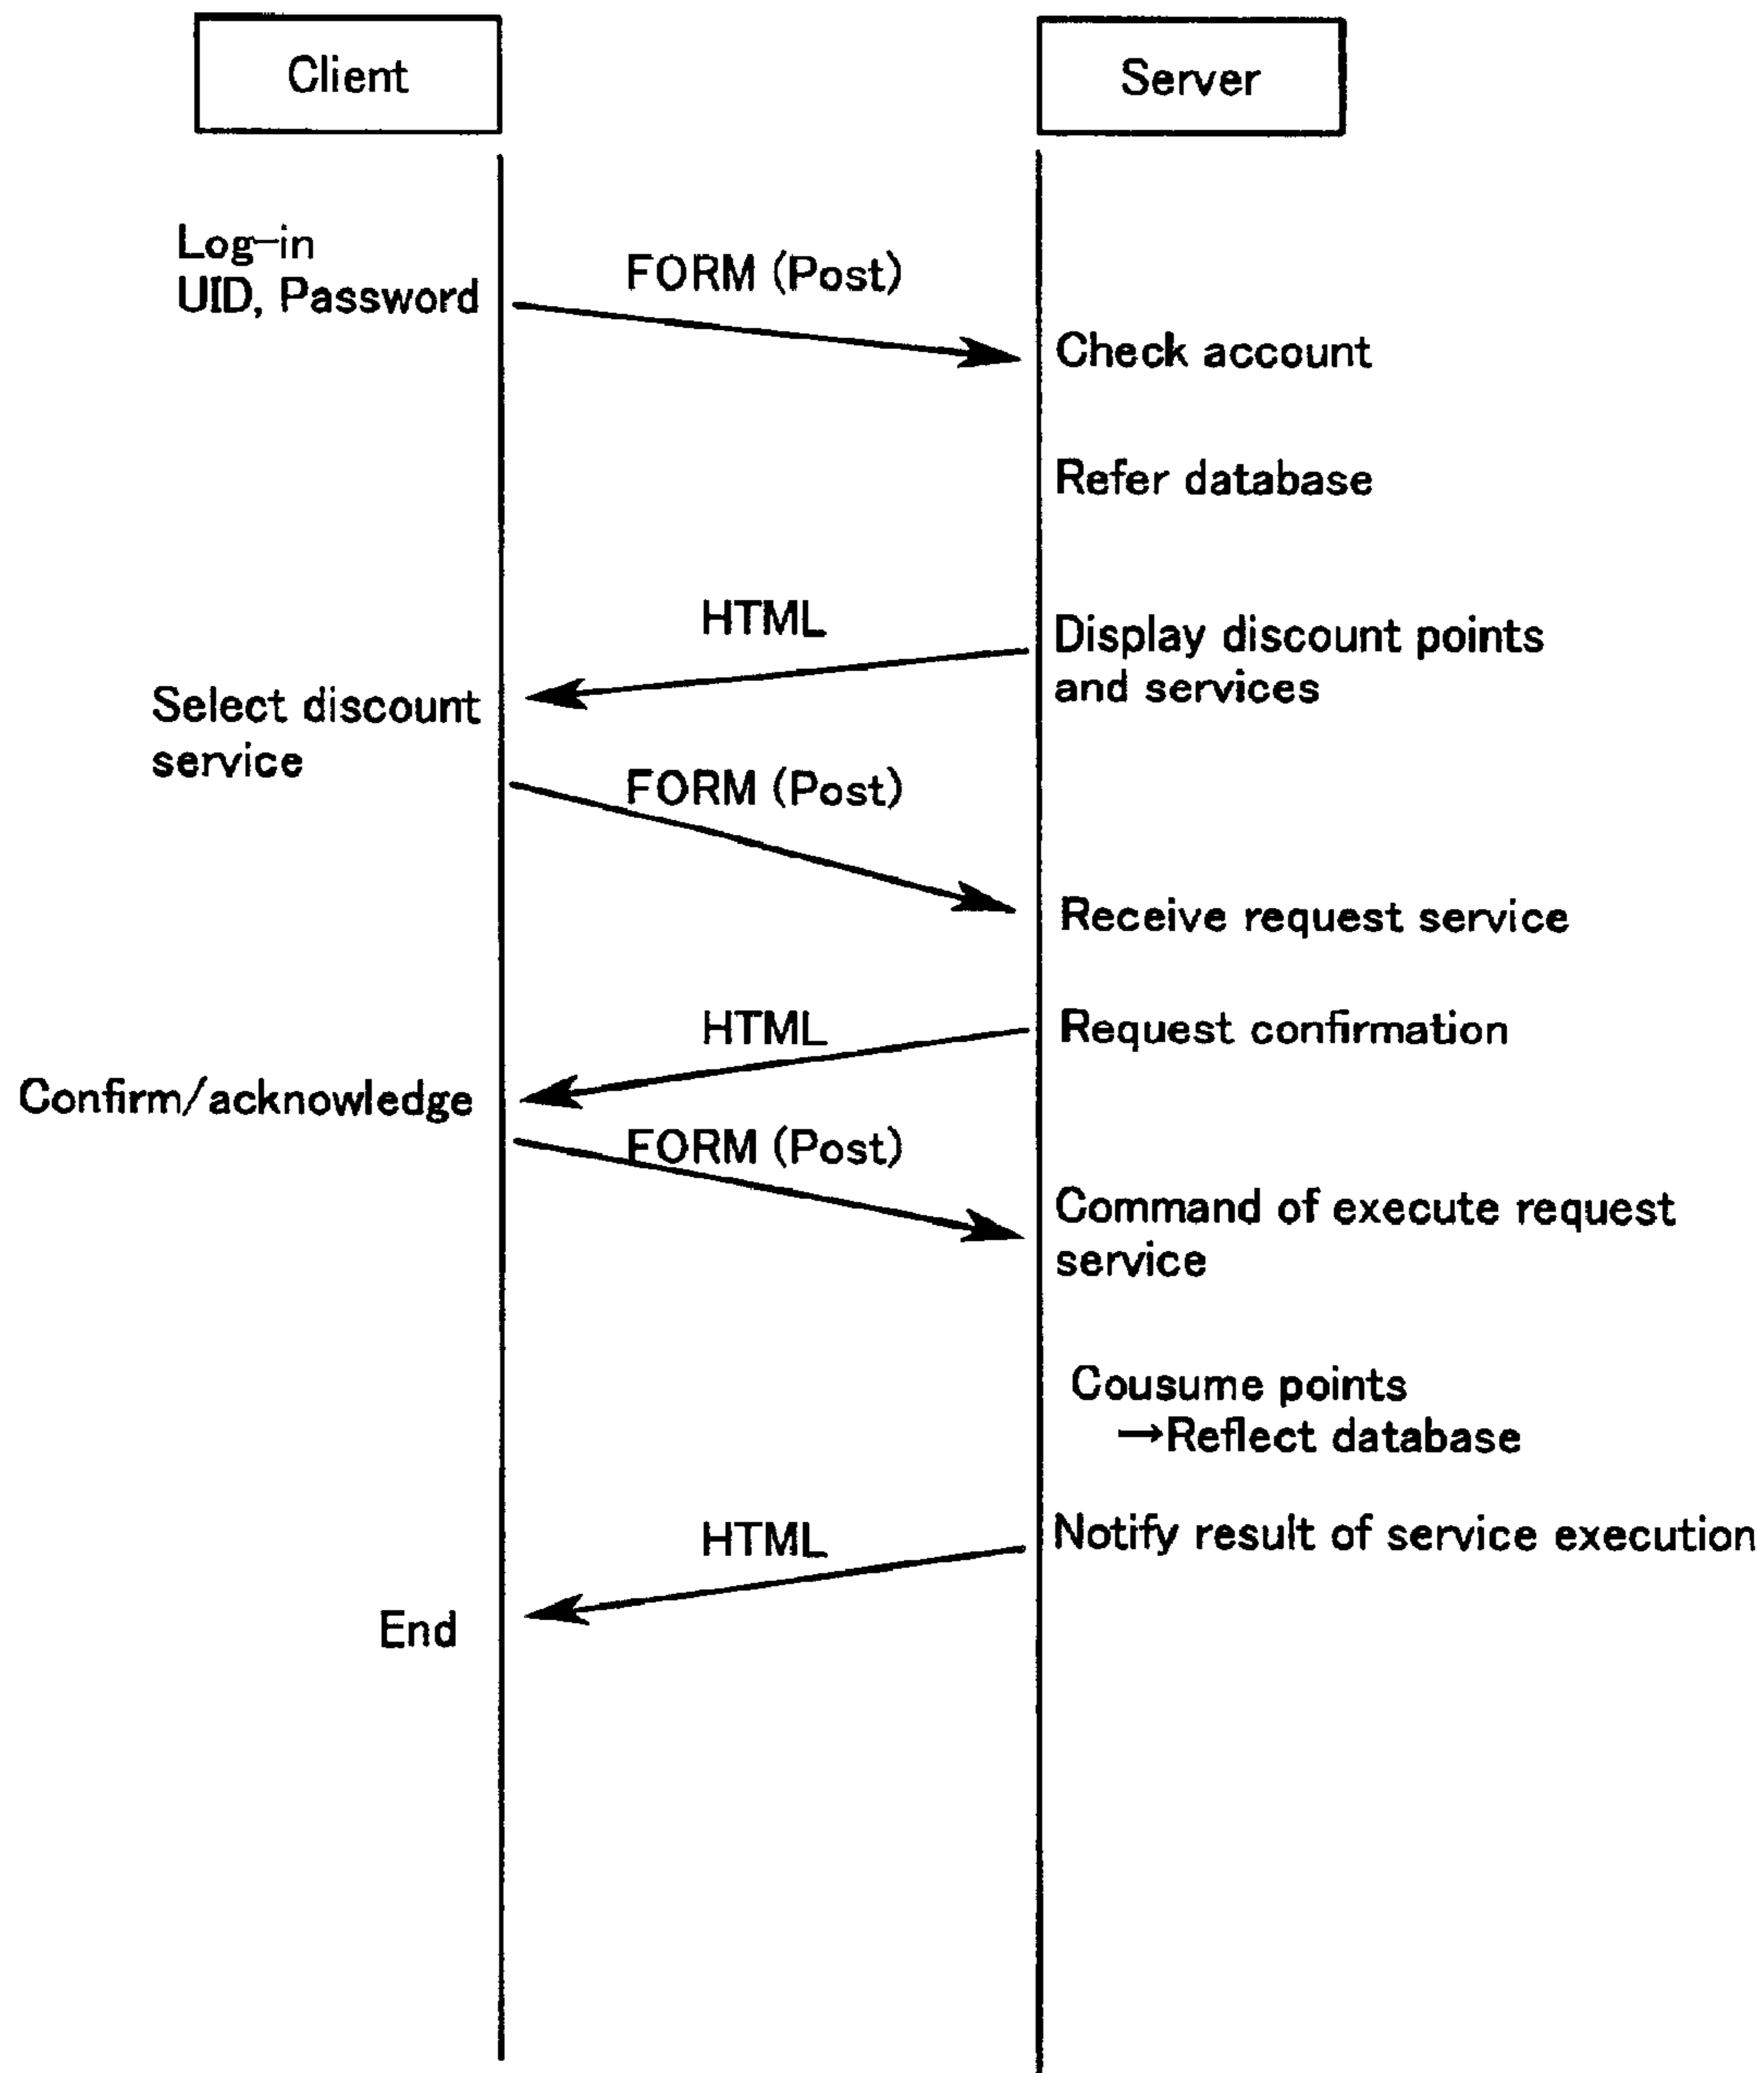 Client
Server
Log-in
UID, Password
FORM (Post)
Check account
Refer database
HTML
Display discount points
and services
Select discount
service
FORM (Post)
Receive request service
HTML
Request confirmation
Confirm/acknowledge
FORM (Post)
Command of execute request
service
Cousume points
→Reflect database
HTML
Notify result of service execution
End